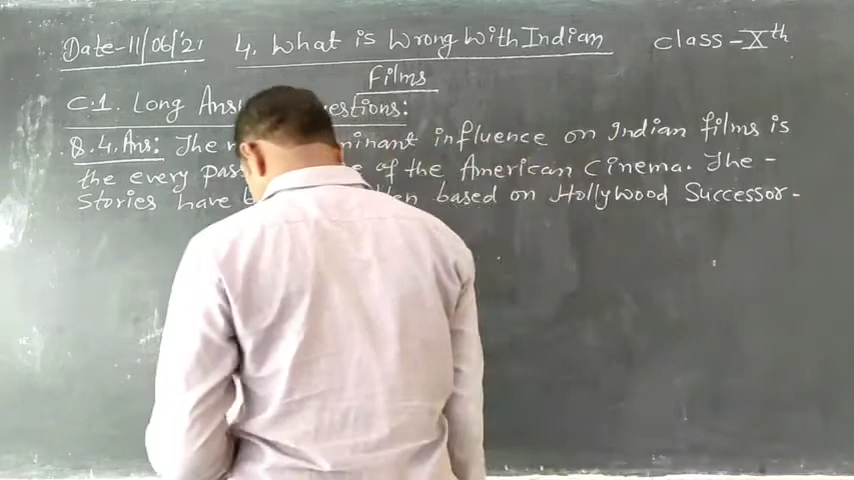 Date-11/06/'21 4. What is Wrong With Indian class-Xth
Films
C.1. Long Ans stions:
Q.4. Ans: The minant influence on Indian films is
the every pas e of the American cinema. The -
Stories have based on Hollywood Successor-